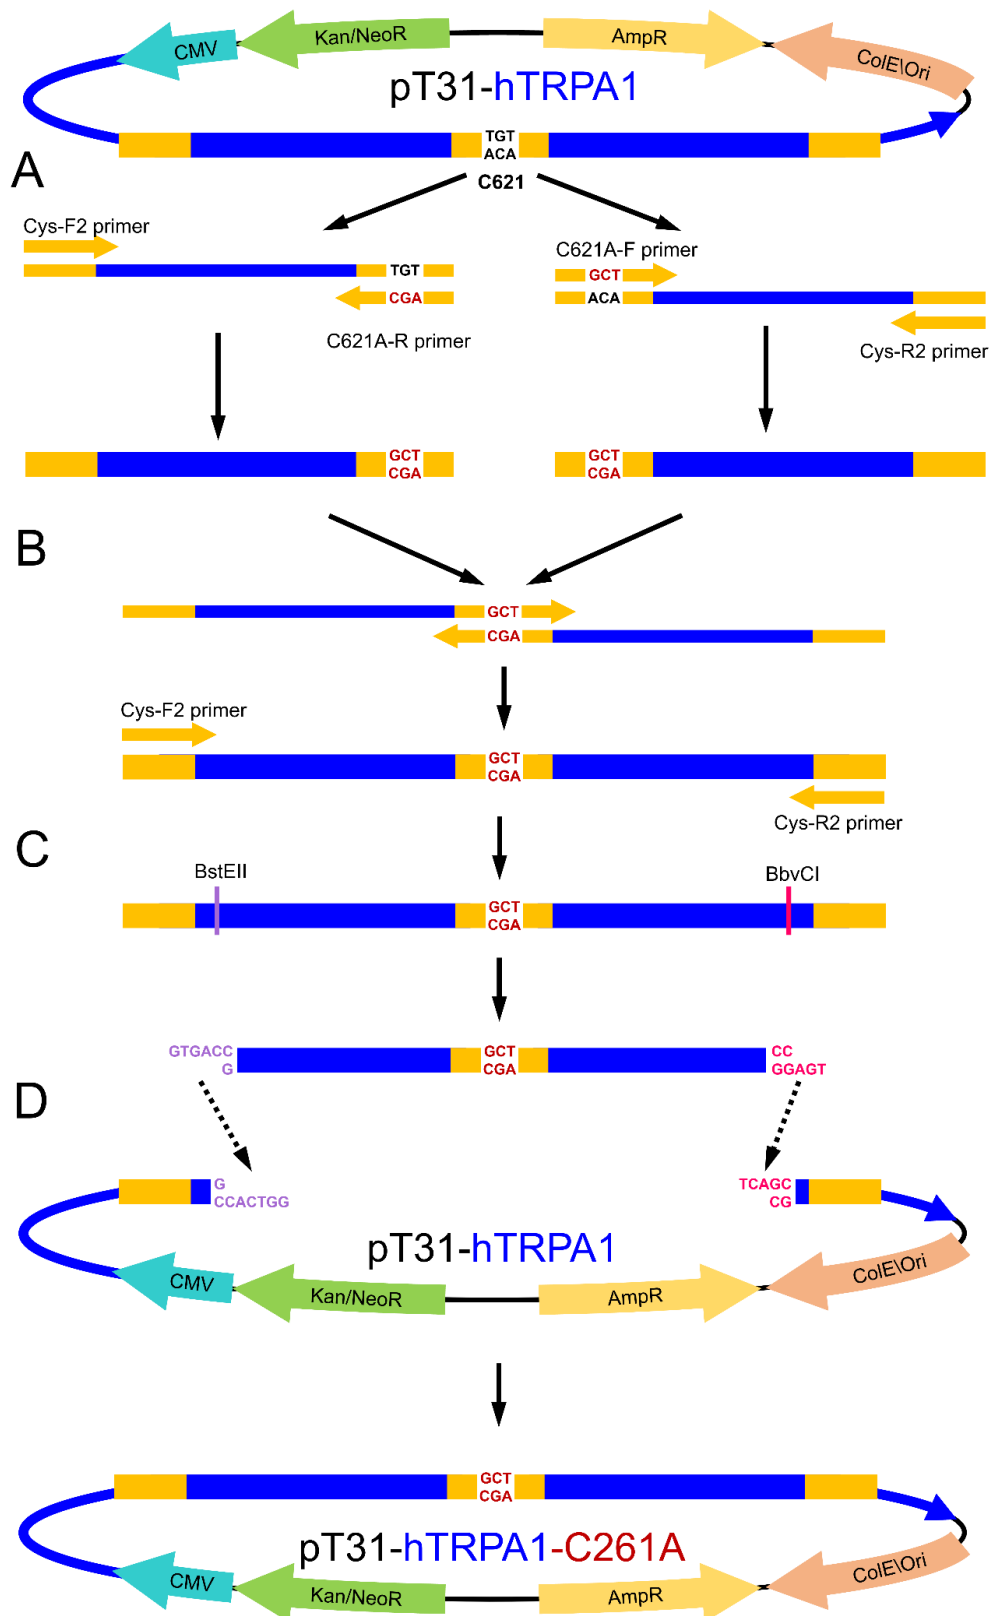 CMV
Kan/NeoR
AmpR
ColE\Ori
pT31-hTRPA1
TGT
ACA
C621
A
Cys-F2 primer
TGT
CGA
C621A-R primer
C621A-F primer
GCT
ACA
Cys-R2 primer
GCT
CGA
GCT
CGA
B
GCT
CGA
Cys-F2 primer
GCT
CGA
Cys-R2 primer
C
BstEII
BbvCI
GCT
CGA
GTGACC
G
GCT
CGA
CC
GGAGT
D
G
CCACTGG
TCAGC
CG
pT31-hTRPA1
CMV
Kan/NeoR
AmpR
ColE\Ori
GCT
CGA
pT31-hTRPA1-C261A
CMV
Kan/NeoR
AmpR
ColE\Ori